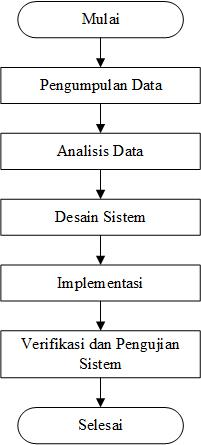 Mulai
Pengumpulan Data
Analisis Data
Desain Sistem
Implementasi
Verifikasi dan Pengujian
Sistem
Selesai